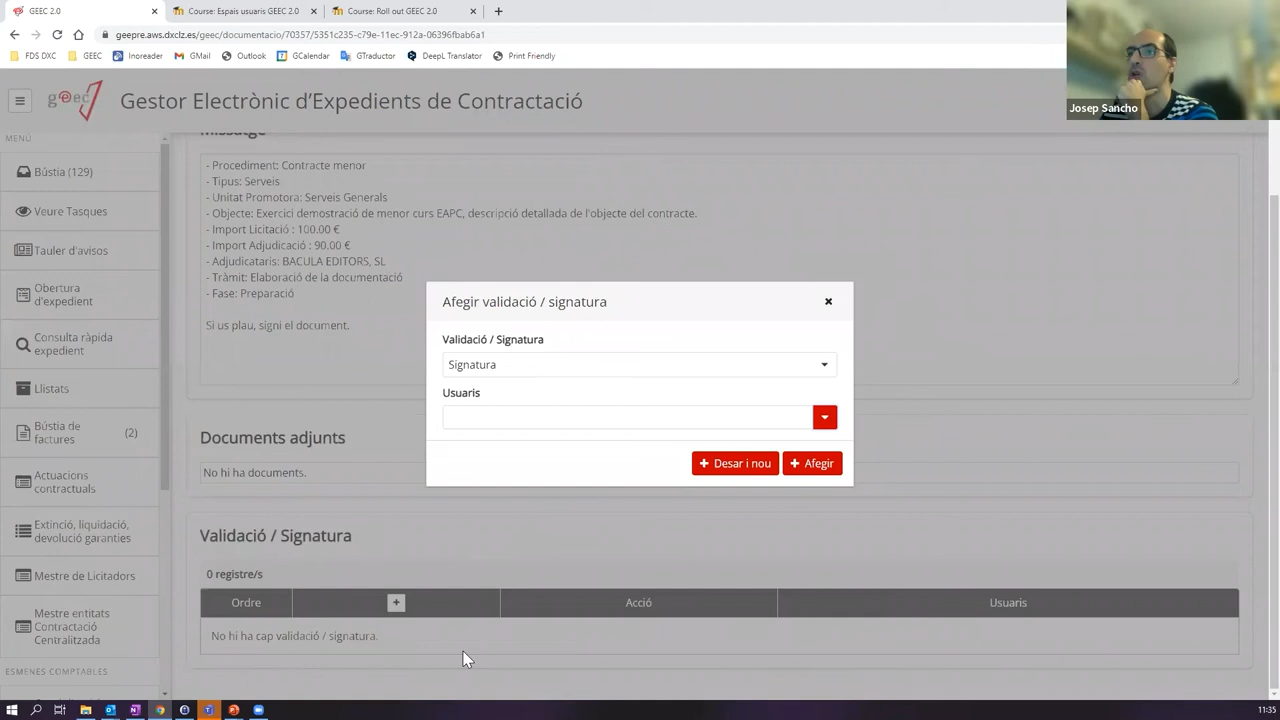 GEEC 2.0
Course: Espais usuaris GEEC 2.0
Course: Roll out GEEC 2.0
geepre.aws.dxclz.es/geec/documentacio/70357/5351c235-c79e-11ec-912a-06396fbab6a1
FDS DXC
GEEC
Inoreader
GMail
Outlook
GCalendar
GTraductor
DeepL Translator
Print Friendly
Josep Sancho
geec
Gestor Electrònic d'Expedients de Contractació
MENÚ
Bústia (129)
Veure Tasques
Tauler d'avisos
Obertura
d'expedient
Consulta ràpida
expedient
Llistats
Bústia de
factures
(2)
Actuacions
contractuals
Extinció, liquidació,
devolució garanties
Mestre de Licitadors
Mestre entitats
Contractació
Centralitzada
ESMENES COMPTABLES
Missatge
- Procediment: Contracte menor
- Tipus: Serveis
- Unitat Promotora: Serveis Generals
- Objecte: Exercici demostració de menor curs EAPC, descripció detallada de l'objecte del contracte.
- Import Licitació : 100.00 €
- Import Adjudicació : 90.00 €
- Adjudicataris: BACULA EDITORS, SL
- Tràmit: Elaboració de la documentació
- Fase: Preparació
Si us plau, signi el document.
Afegir validació / signatura
Validació / Signatura
Signatura
Usuaris
+ Desar i nou
+ Afegir
Documents adjunts
No hi ha documents.
Validació / Signatura
0 registre/s
Ordre
+
Acció
Usuaris
No hi ha cap validació / signatura.
11:35